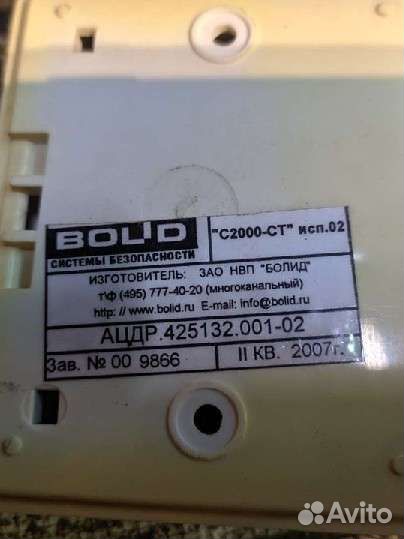 BOLID
"С2000-СТ" исп.02
СИСТЕМЫ БЕЗОПАСНОСТИ
ИЗГОТОВИТЕЛЬ: ЗАО НВП "БОЛИД"
т\ф (495) 777-40-20 (многоканальный)
http: // www.bolid.ru E-mail: info@bolid.ru
АЦДР.425132.001-02
Зав. № 00 9866
II КВ. 2007г.
Avito